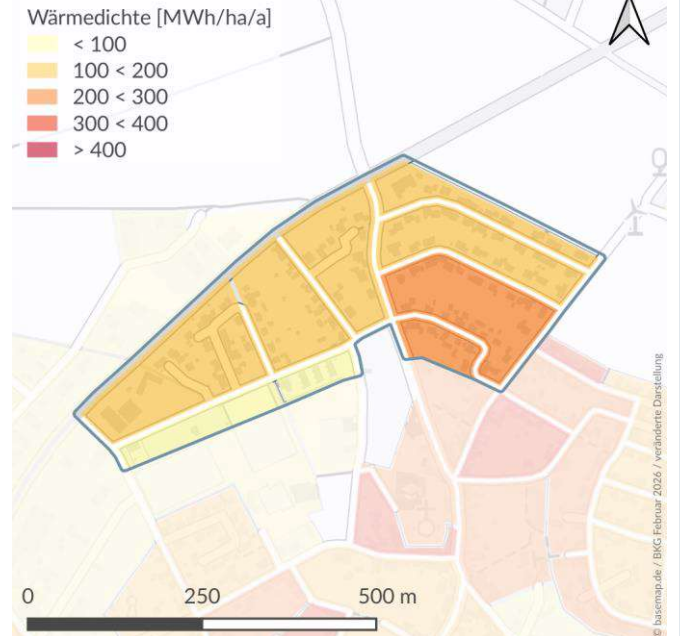 Wärmedichte [MWh/ha/a]
< 100
100 < 200
200 < 300
300 < 400
> 400
© basemap.de / BKG Februar 2026 / veränderte Darstellung
0 250 500 m